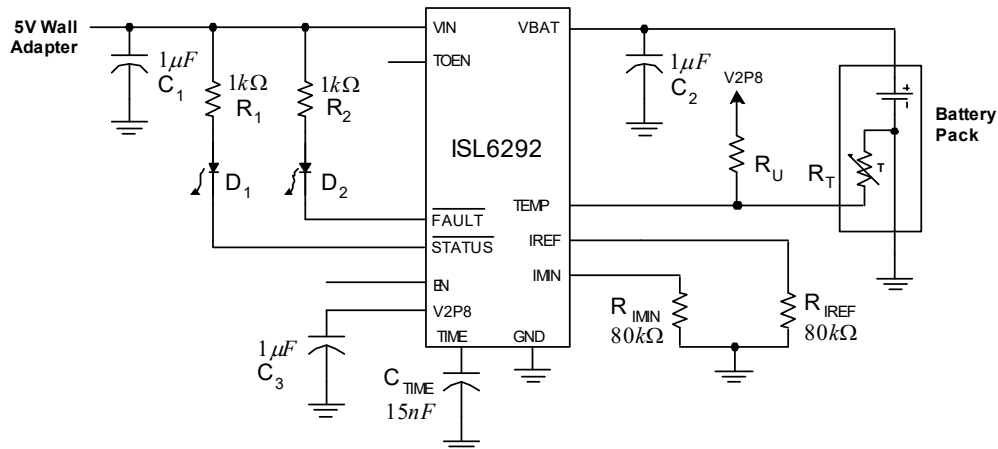 5V Wall
Adapter
1μF
C1
1kΩ
R1
1kΩ
R2
D1
D2
VIN
TOEN
ISL6292
FAULT
STATUS
EN
V2P8
TIME
GND
VBAT
TEMP
IREF
IMIN
1μF
C2
V2P8
RU
RT
T
+
Battery
Pack
RIMIN
80kΩ
RIREF
80kΩ
1μF
C3
CTIME
15nF